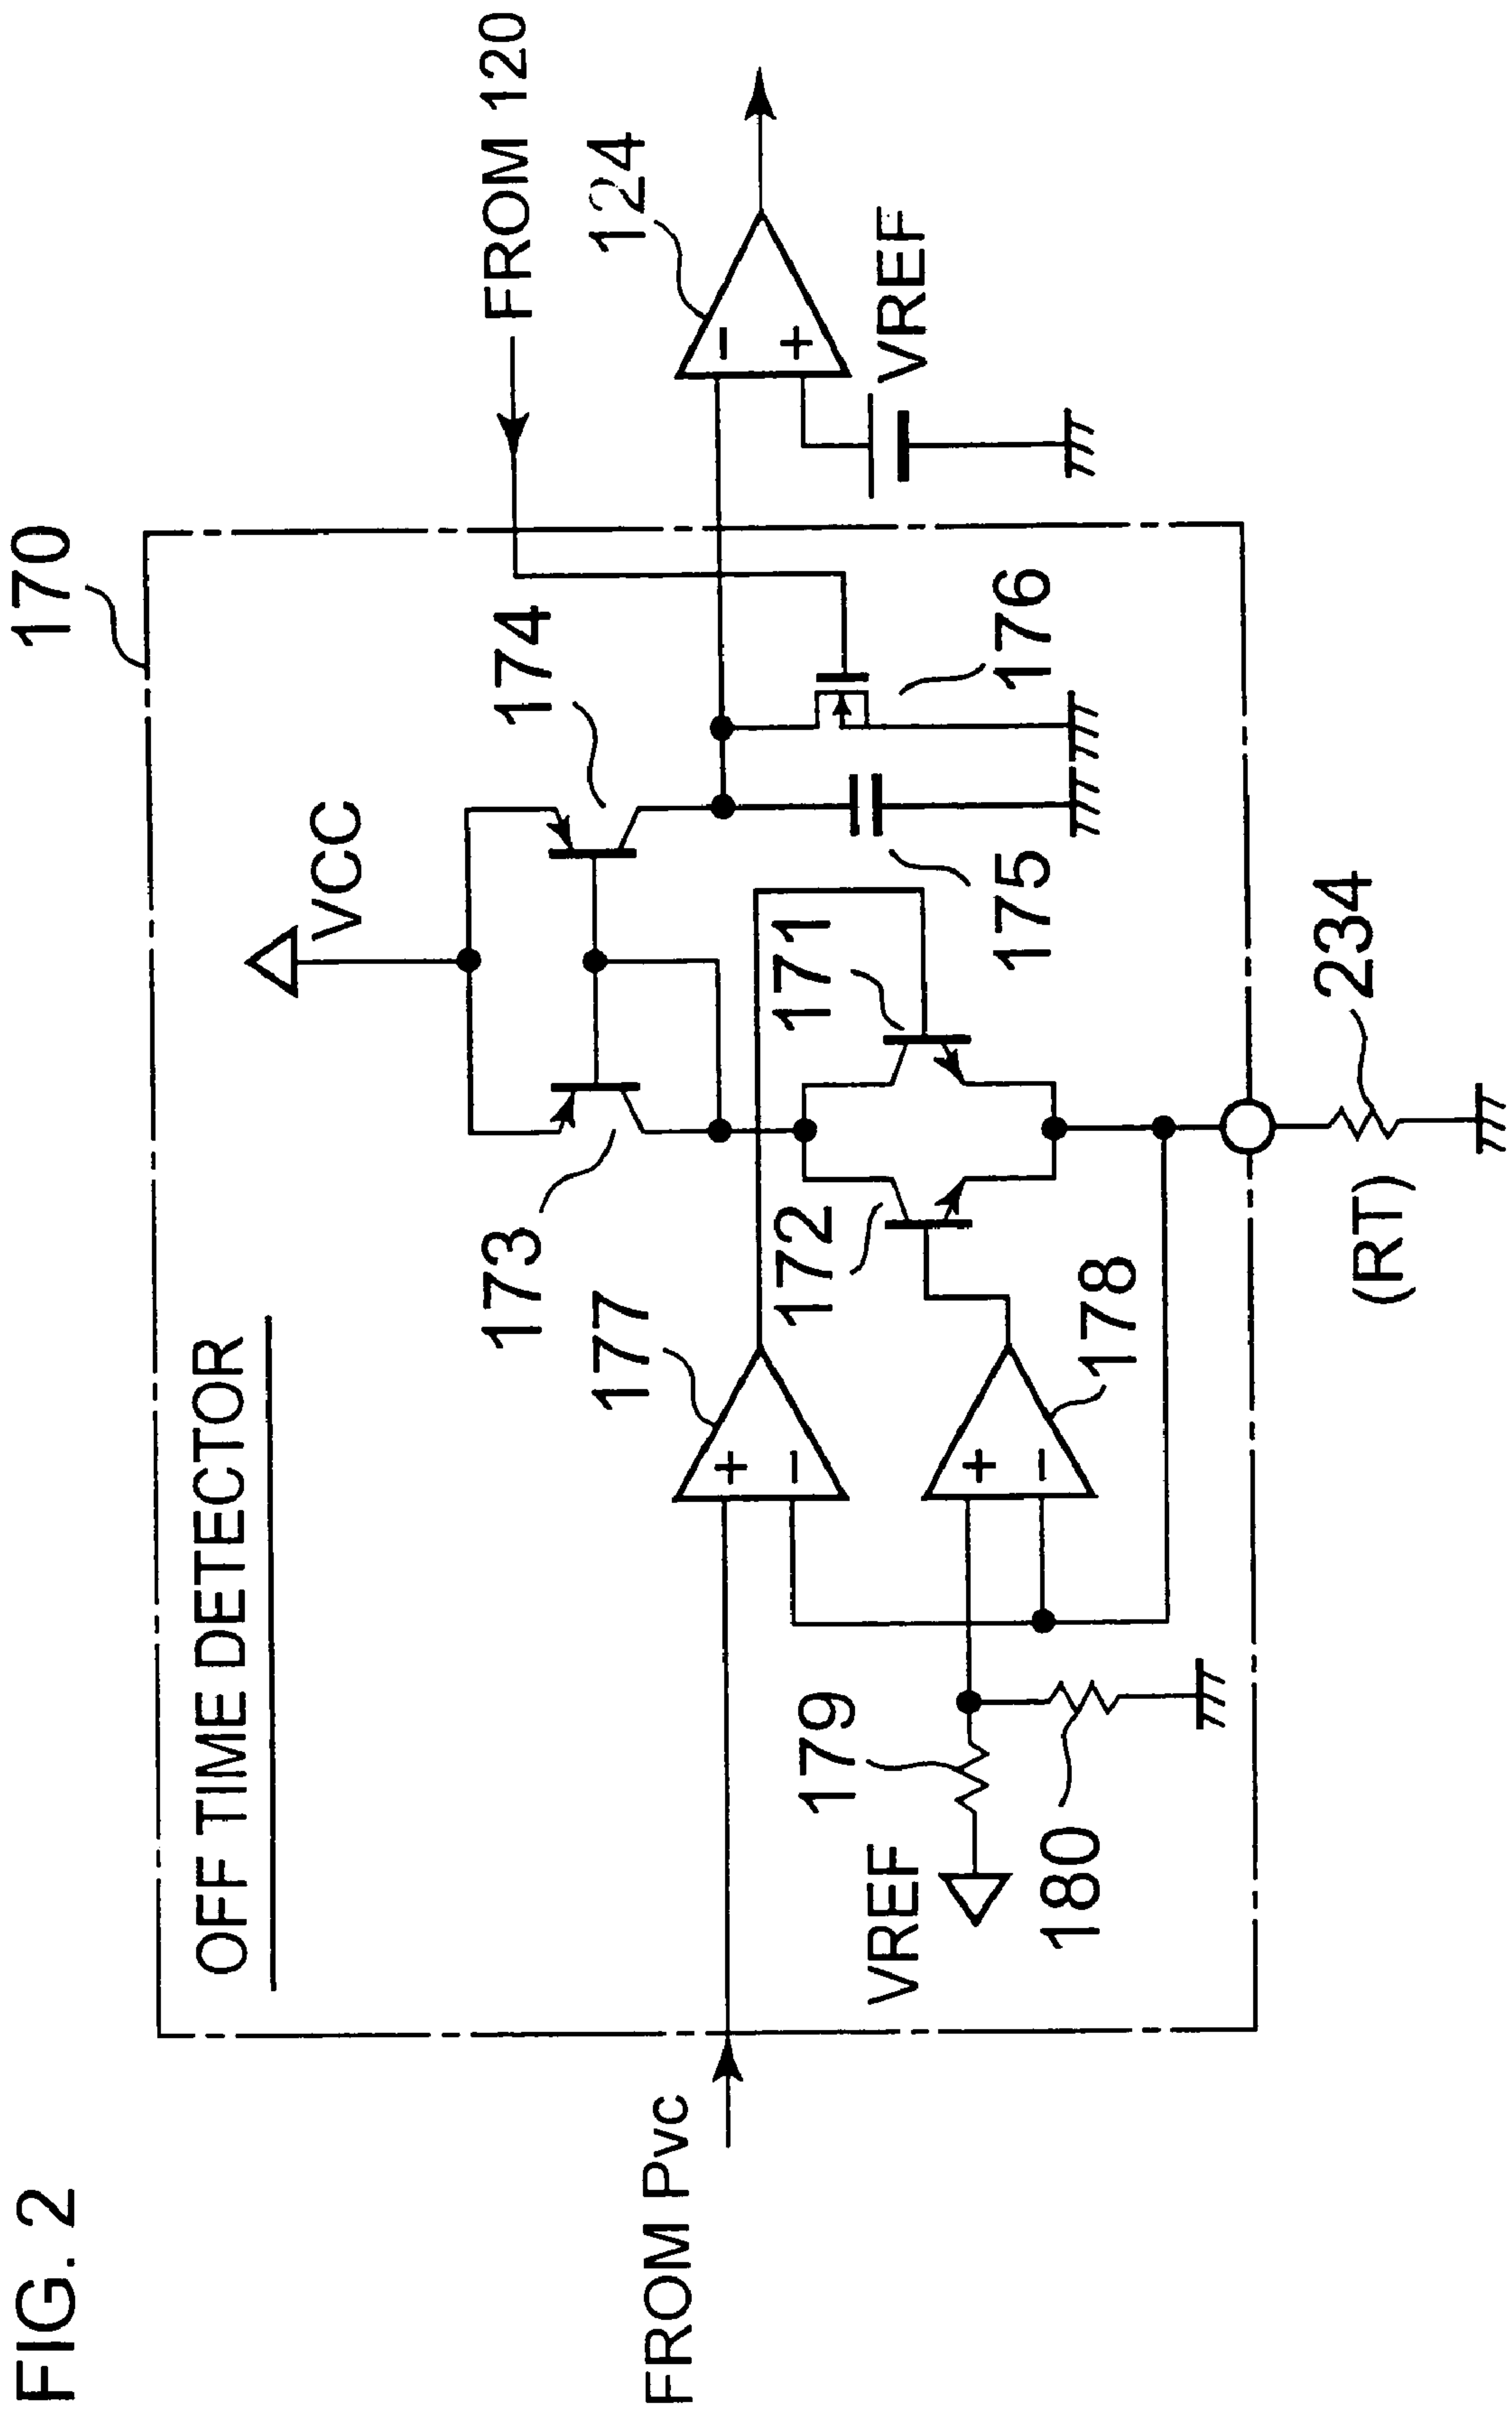 FIG. 2
170
OFF TIME DETECTOR
VCC
FROM 120
173
174
124
177
FROM Pvc
172
171
VREF
179
VREF
178
175
176
180
(RT)
234
+
−
+
−
−
+